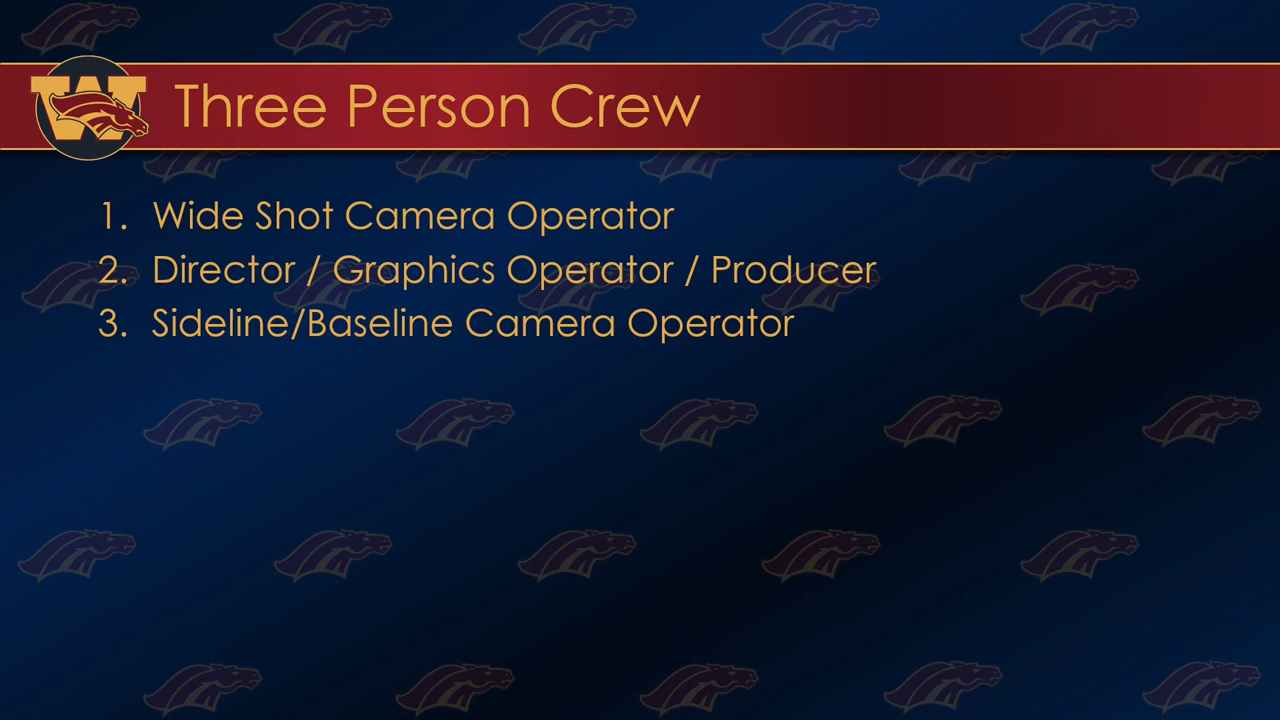 W
Three Person Crew
1. Wide Shot Camera Operator
2. Director / Graphics Operator / Producer
3. Sideline/Baseline Camera Operator